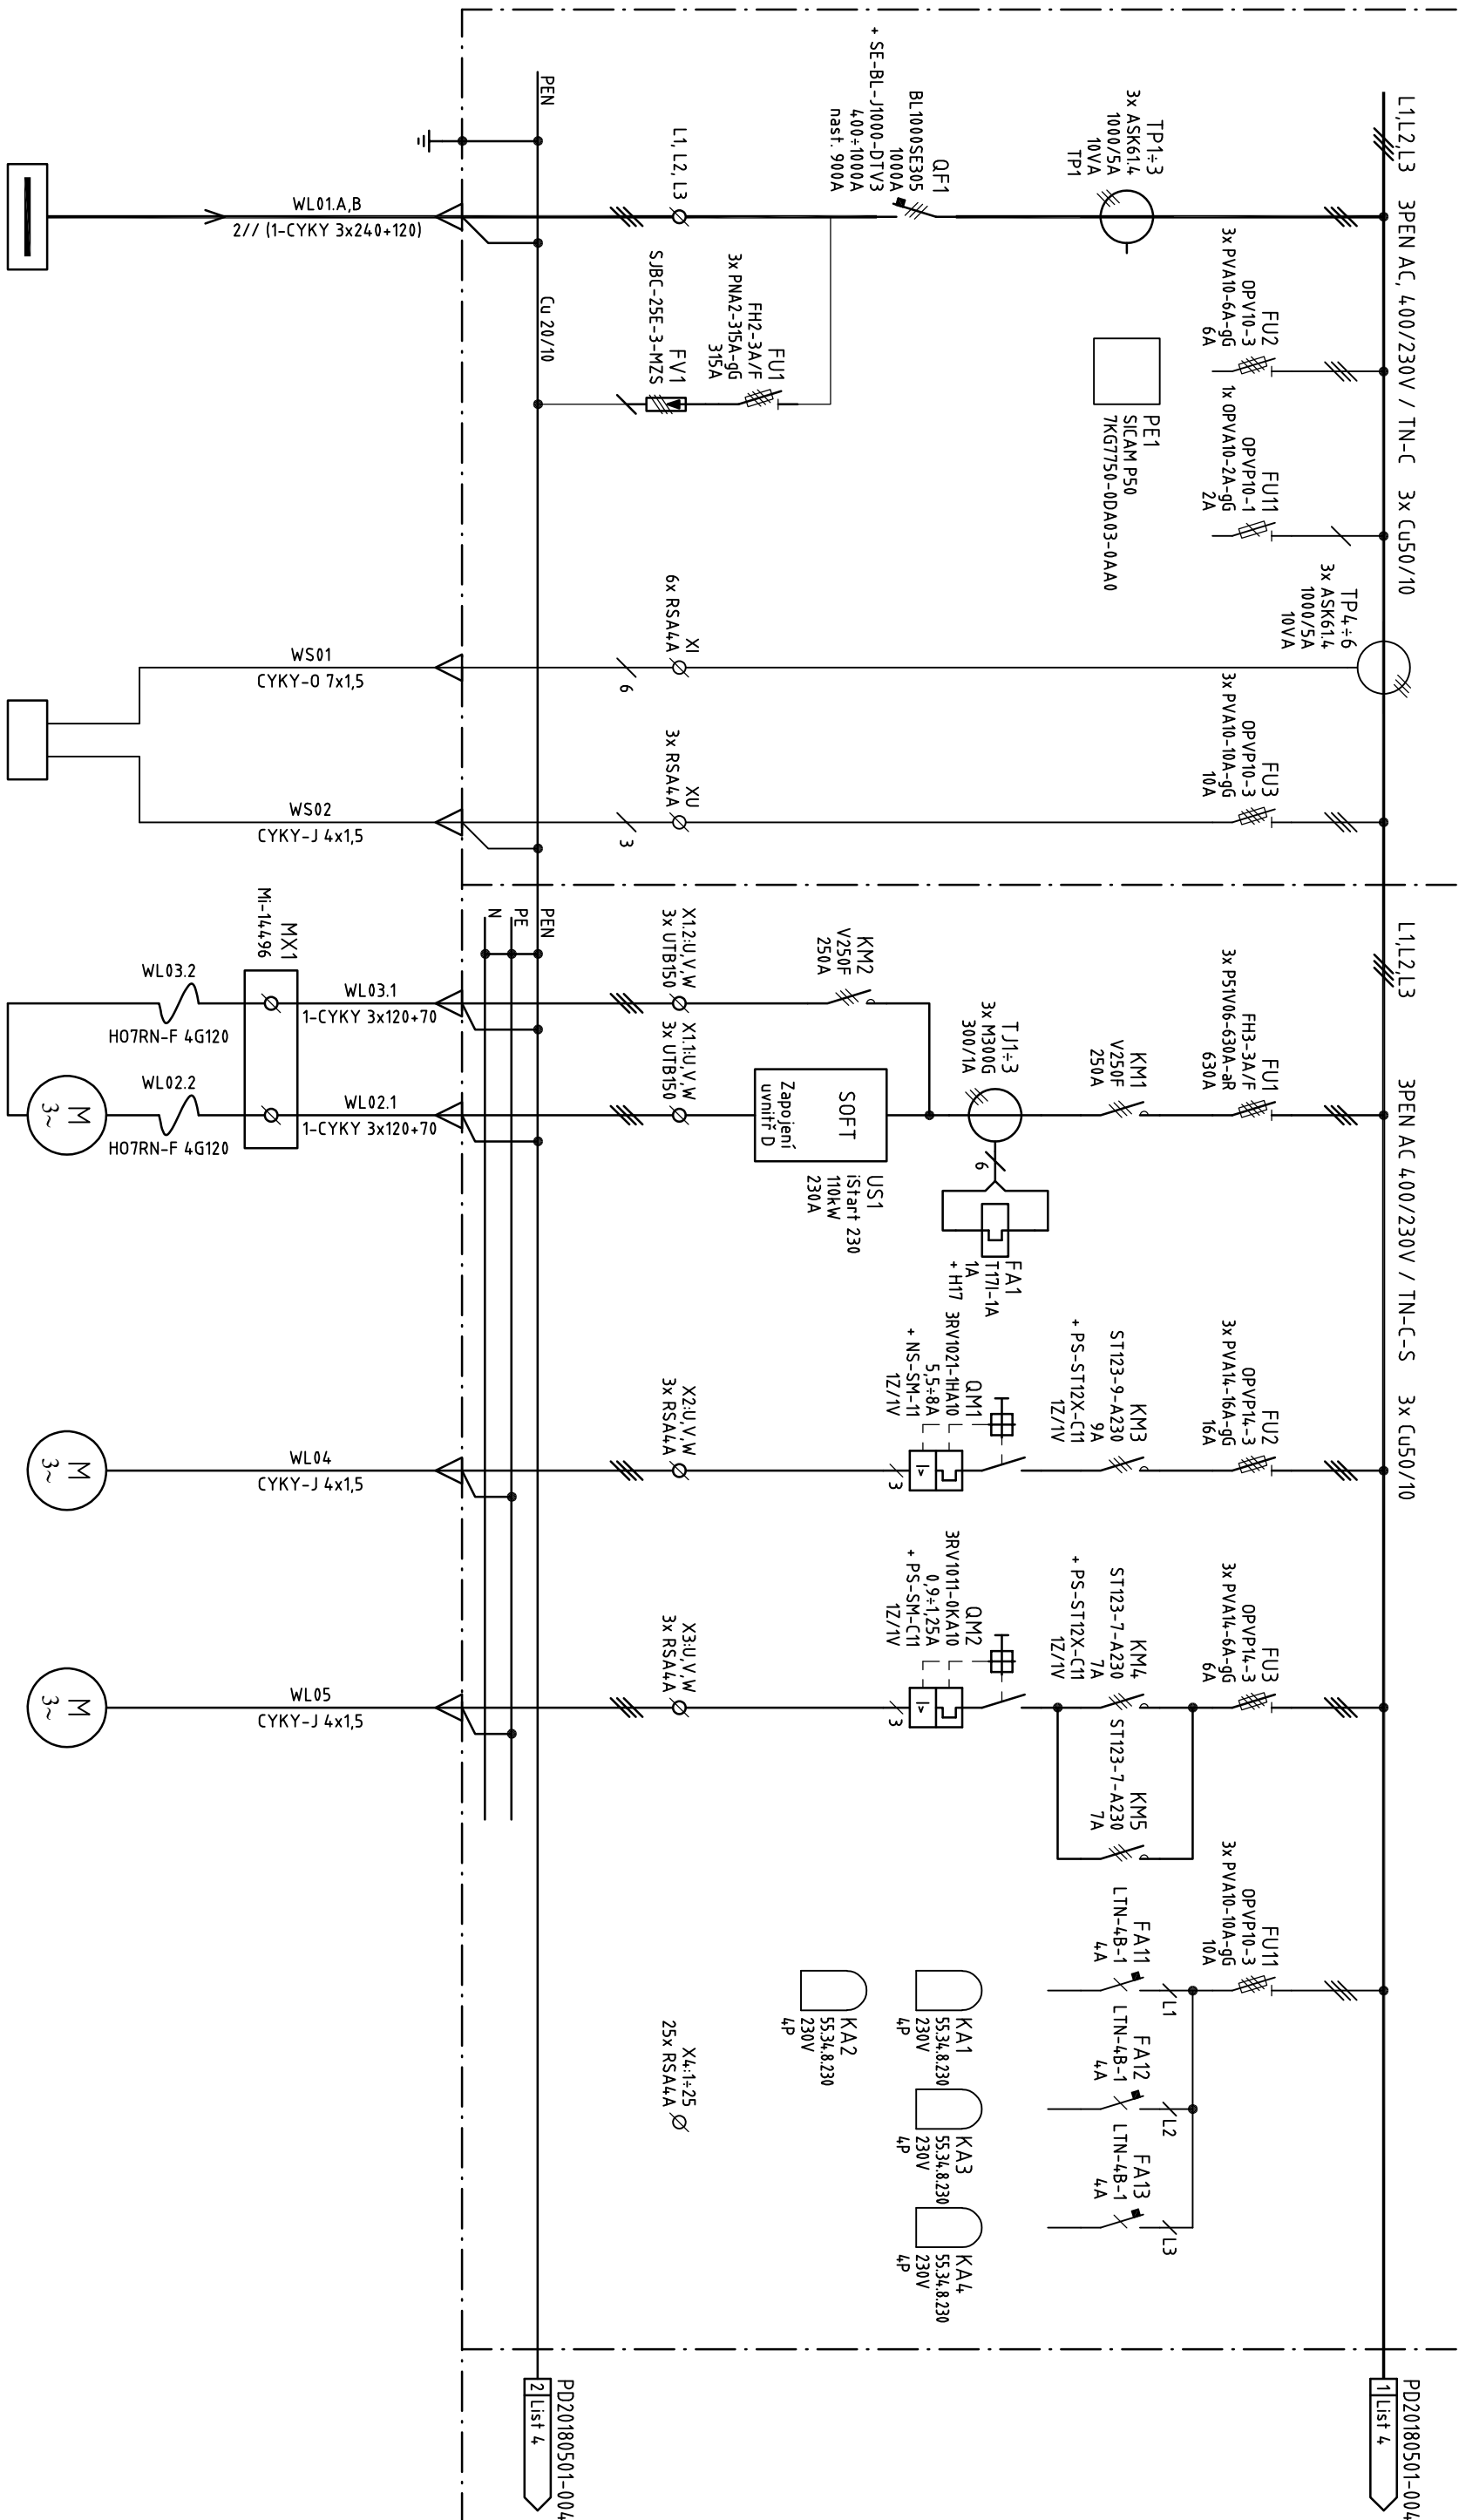 L1,L2,L3
3PEN AC, 400/230V / TN-C
3x Cu50/10
TP1÷3
3x ASK61.4
1000/5A
10VA
TP1
QF1
BL1000SE305
1000A
+ SE-BL-J1000-DTV3
400÷1000A
nast. 900A
L1, L2, L3
PEN
WL01.A,B
2// (1-CYKY 3x240+120)
FU2
OPV10-3
3x PVA10-6A-gG
6A
PE1
SICAM P50
7KG7750-0DA03-0AA0
FU1
FH2-3A/F
3x PNA2-315A-gG
315A
FV1
SJBC-25E-3-MZS
Cu 20/10
FU11
OPVP10-1
1x OPVA10-2A-gG
2A
TP4÷6
3x ASK61.4
1000/5A
10VA
XI
6x RSA4A
6
WS01
CYKY-O 7x1,5
FU3
OPVP10-3
3x PVA10-10A-gG
10A
XU
3x RSA4A
3
WS02
CYKY-J 4x1,5
L1,L2,L3
3PEN AC 400/230V / TN-C-S
3x Cu50/10
FU1
FH3-3A/F
3x P51V06-630A-aR
630A
KM1
V250F
250A
TJ1÷3
3x M300G
300/1A
6
FA1
T17I-1A
1A
+ H17
KM2
V250F
250A
SOFT
Zapojení
uvnitř D
US1
iStart 230
110kW
230A
X1.2:U,V,W
3x UTB150
X1.1:U,V,W
3x UTB150
PEN
PE
N
WL03.1
1-CYKY 3x120+70
WL02.1
1-CYKY 3x120+70
MX1
Mi-14496
WL03.2
H07RN-F 4G120
WL02.2
H07RN-F 4G120
M
3~
FU2
OPVP14-3
3x PVA14-16A-gG
16A
KM3
ST123-9-A230
9A
+ PS-ST12X-C11
1Z/1V
QM1
3RV1021-1HA10
5,5÷8A
+ NS-SM-11
1Z/1V
I>
3
X2:U,V,W
3x RSA4A
WL04
CYKY-J 4x1,5
M
3~
FU3
OPVP14-3
3x PVA14-6A-gG
6A
KM4
ST123-7-A230
7A
+ PS-ST12X-C11
1Z/1V
KM5
ST123-7-A230
7A
QM2
3RV1011-0KA10
0,9÷1,25A
+ PS-SM-C11
1Z/1V
I>
3
X3:U,V,W
3x RSA4A
WL05
CYKY-J 4x1,5
M
3~
FU11
OPVP10-3
3x PVA10-10A-gG
10A
L1
L2
L3
FA11
LTN-4B-1
4A
FA12
LTN-4B-1
4A
FA13
LTN-4B-1
4A
KA1
55.34.8.230
230V
4P
KA3
55.34.8.230
230V
4P
KA4
55.34.8.230
230V
4P
KA2
55.34.8.230
230V
4P
X4:1÷25
25x RSA4A
PD20180501-004
1 List 4
PD20180501-004
2 List 4